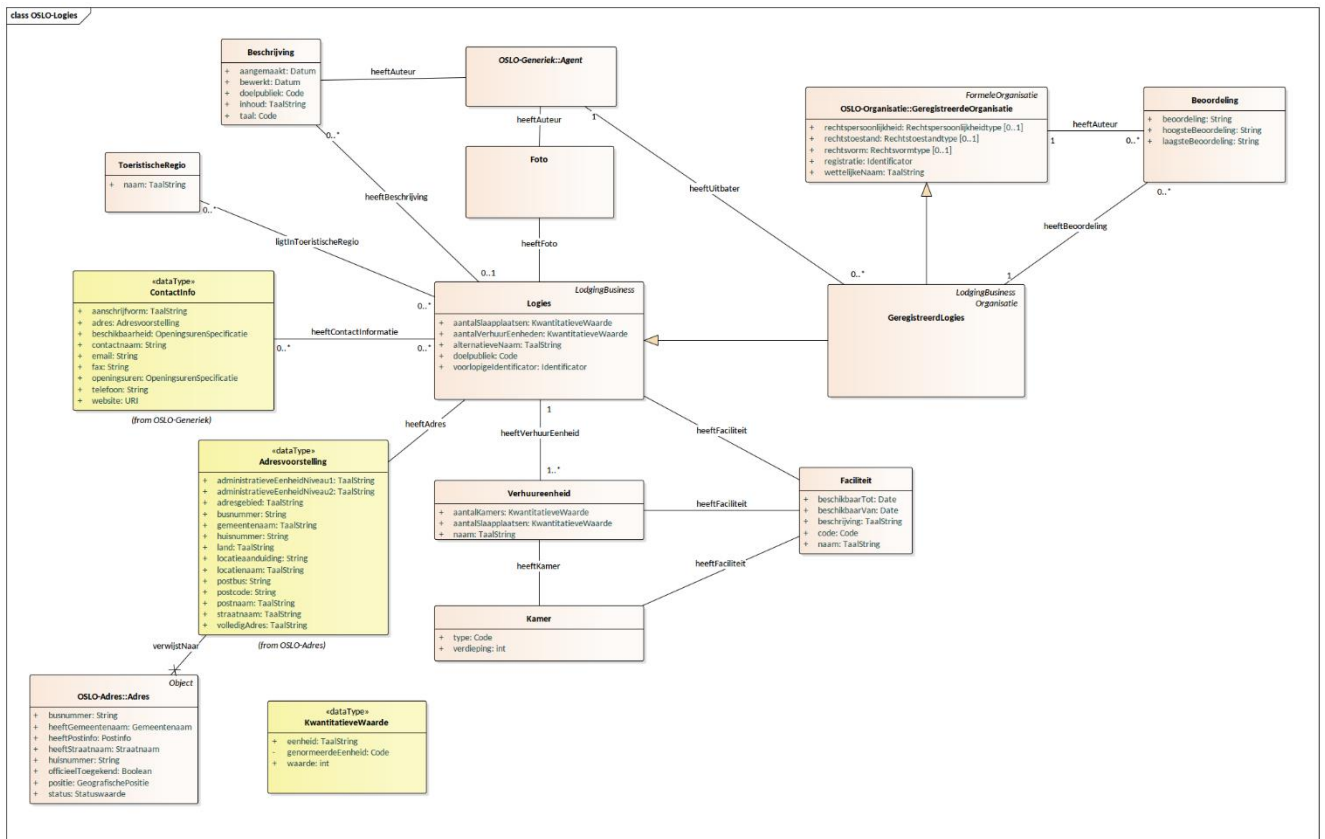 class OSLO-Logies
Beschrijving
+ aangemaakt: Datum
+ bewerkt: Datum
+ doelpubliek: Code
+ inhoud: TaalString
+ taal: Code
heeftAuteur
OSLO-Generiek::Agent
heeftAuteur
Foto
heeftFoto
FormeleOrganisatie
OSLO-Organisatie::GeregistreerdeOrganisatie
+ rechtspersoonlijkheid: Rechtspersoonlijkheidtype [0..1]
+ rechtstoestand: Rechtstoestandtype [0..1]
+ rechtsvorm: Rechtsvormtype [0..1]
+ registratie: Identificator
+ wettelijkeNaam: TaalString
heeftAuteur
1
0..*
Beoordeling
+ beoordeling: String
+ hoogsteBeoordeling: String
+ laagsteBeoordeling: String
0..*
heeftBeoordeling
1
1
heeftUitbater
0..*
ToeristischeRegio
+ naam: TaalString
0..*
ligtInToeristischeRegio
0..*
0..*
heeftBeschrijving
0..1
«dataType»
ContactInfo
+ aanschrijfvorm: TaalString
+ adres: Adresvoorstelling
+ beschikbaarheid: OpeningsurenSpecificatie
+ contactnaam: String
+ email: String
+ fax: String
+ openingsuren: OpeningsurenSpecificatie
+ telefoon: String
+ website: URI
(from OSLO-Generiek)
heeftContactInformatie
0..*
0..*
LodgingBusiness
Logies
+ aantalSlaapplaatsen: KwantitatieveWaarde
+ aantalVerhuurEenheden: KwantitatieveWaarde
+ alternatieveNaam: TaalString
+ doelpubliek: Code
+ voorlopigeIdentificator: Identificator
LodgingBusiness
Organisatie
GeregistreerdLogies
heeftAdres
1
heeftVerhuurEenheid
1..*
heeftFaciliteit
«dataType»
Adresvoorstelling
+ administratieveEenheidNiveau1: TaalString
+ administratieveEenheidNiveau2: TaalString
+ adresgebied: TaalString
+ busnummer: String
+ gemeentenaam: TaalString
+ huisnummer: String
+ land: TaalString
+ locatieaanduiding: String
+ locatienaam: TaalString
+ postbus: String
+ postcode: String
+ postnaam: TaalString
+ straatnaam: TaalString
+ volledigAdres: TaalString
(from OSLO-Adres)
Verhuureenheid
+ aantalKamers: KwantitatieveWaarde
+ aantalSlaapplaatsen: KwantitatieveWaarde
+ naam: TaalString
heeftFaciliteit
Faciliteit
+ beschikbaarTot: Date
+ beschikbaarVan: Date
+ beschrijving: TaalString
+ code: Code
+ naam: TaalString
heeftKamer
heeftFaciliteit
Kamer
+ type: Code
+ verdieping: int
verwijstNaar
Object
OSLO-Adres::Adres
+ busnummer: String
+ heeftGemeentenaam: Gemeentenaam
+ heeftPostinfo: Postinfo
+ heeftStraatnaam: Straatnaam
+ huisnummer: String
+ officieelToegekend: Boolean
+ positie: GeografischePositie
+ status: Statuswaarde
«dataType»
KwantitatieveWaarde
+ eenheid: TaalString
- genormeerdeEenheid: Code
+ waarde: int